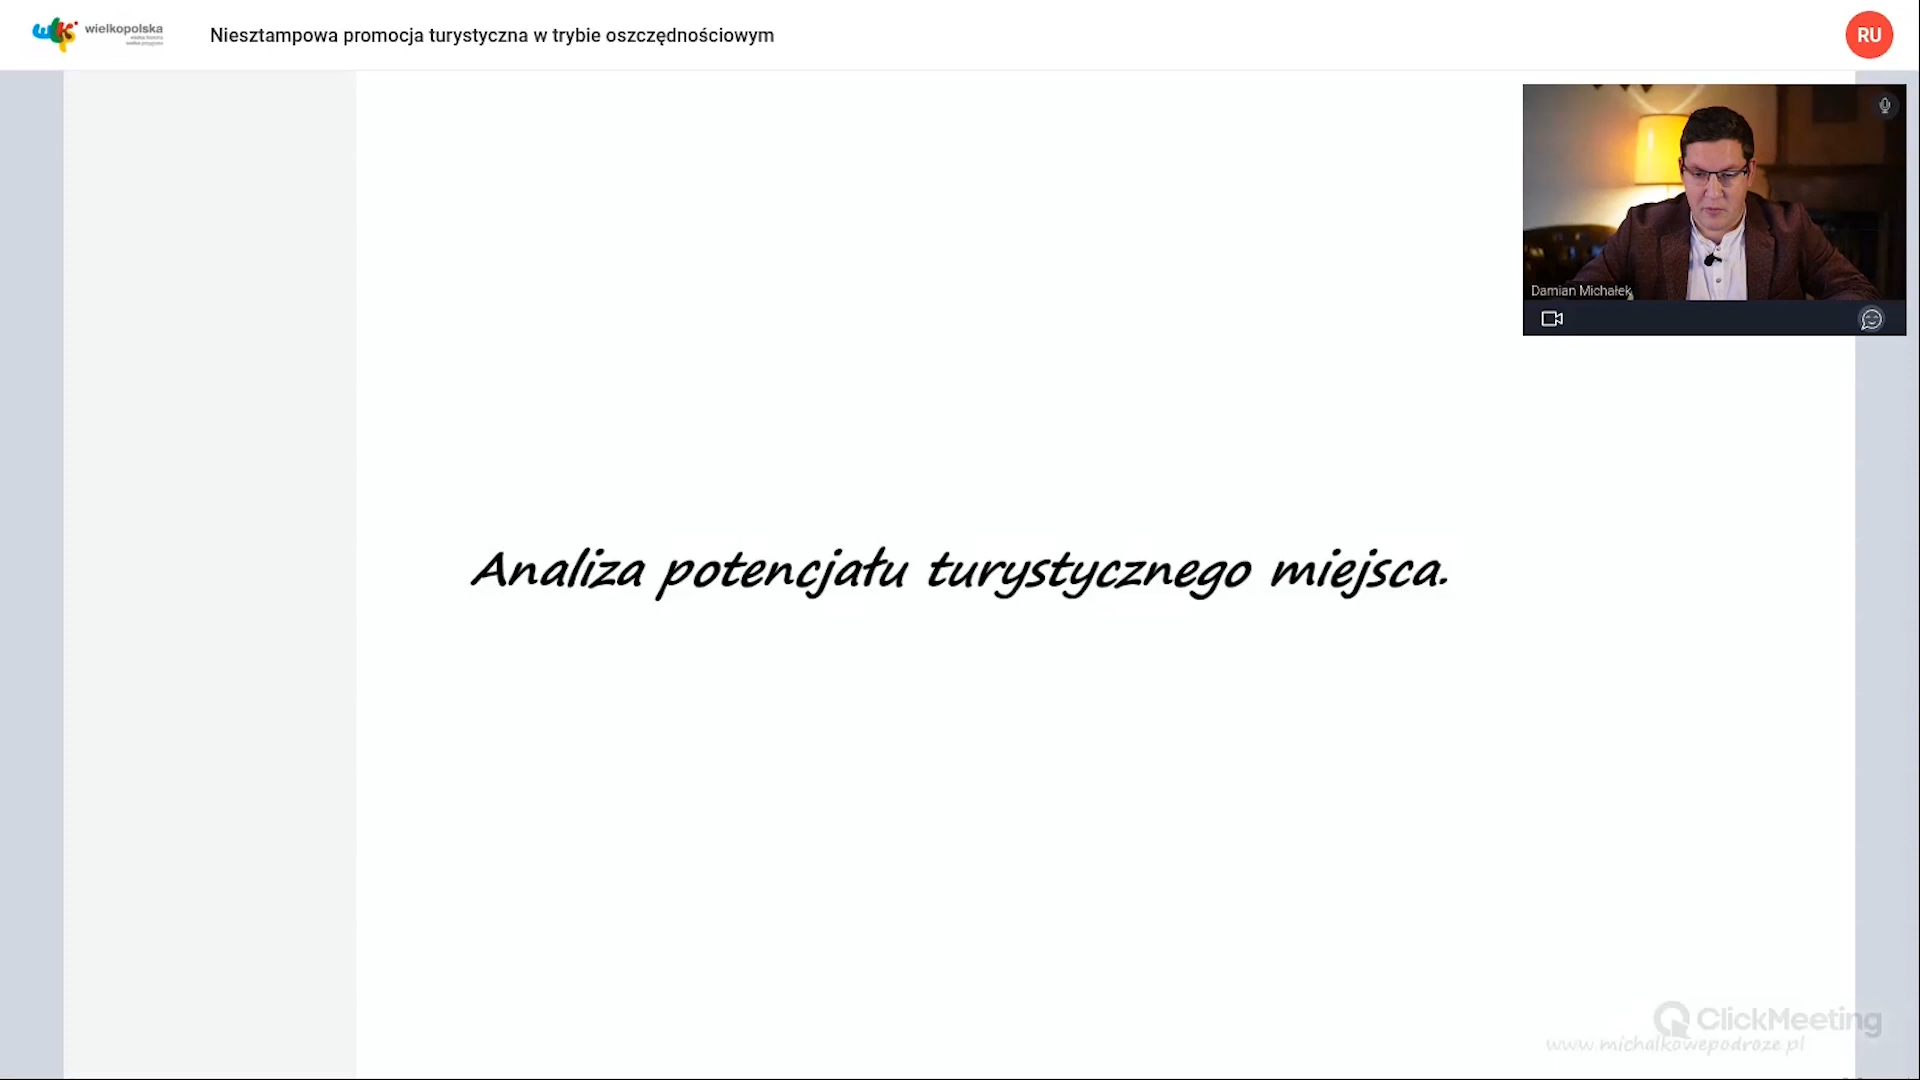 wielkopolska
Niesztampowa promocja turystyczna w trybie oszczędnościowym
RU
Damian Michałek
Analiza potencjału turystycznego miejsca.
ClickMeeting
www.michalkowepodroze.pl